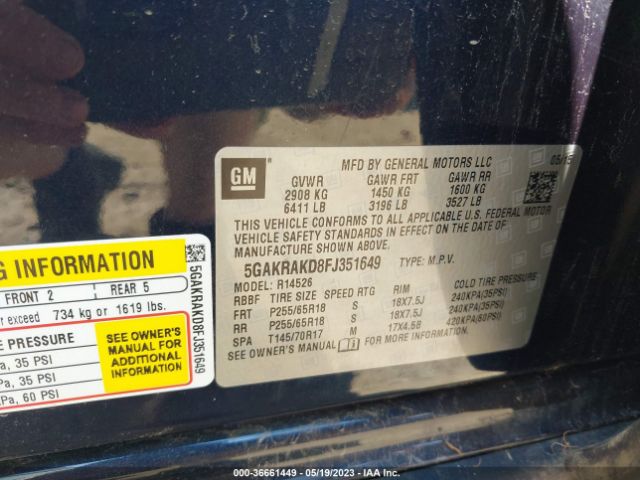 GM
MFD BY GENERAL MOTORS LLC 05/15
GVWR GAWR FRT GAWR RR
2908 KG 1450 KG 1600 KG
6411 LB 3196 LB 3527 LB
THIS VEHICLE CONFORMS TO ALL APPLICABLE U.S. FEDERAL MOTOR
VEHICLE SAFETY STANDARDS IN EFFECT ON THE DATE OF
MANUFACTURE SHOWN ABOVE.
5GAKRAKD8FJ351649 TYPE: M.P.V.
MODEL: R14526
RBBF TIRE SIZE SPEED RTG RIM COLD TIRE PRESSURE
FRT P255/65R18 S 18X7.5J 240KPA(35PSI)
RR P255/65R18 S 18X7.5J 240KPA(35PSI)
SPA T145/70R17 M 17X4.5B 420KPA(60PSI)
SEE OWNER'S MANUAL FOR MORE INFORMATION.
G INFORMATION
FRONT 2 REAR 5
r exceed 734 kg or 1619 lbs.
E PRESSURE
a, 35 PSI
Pa, 35 PSI
Pa, 60 PSI
SEE OWNER'S
MANUAL FOR
ADDITIONAL
INFORMATION
5GAKRAKD8FJ351649
000-36661449 - 05/19/2023 - IAA Inc.